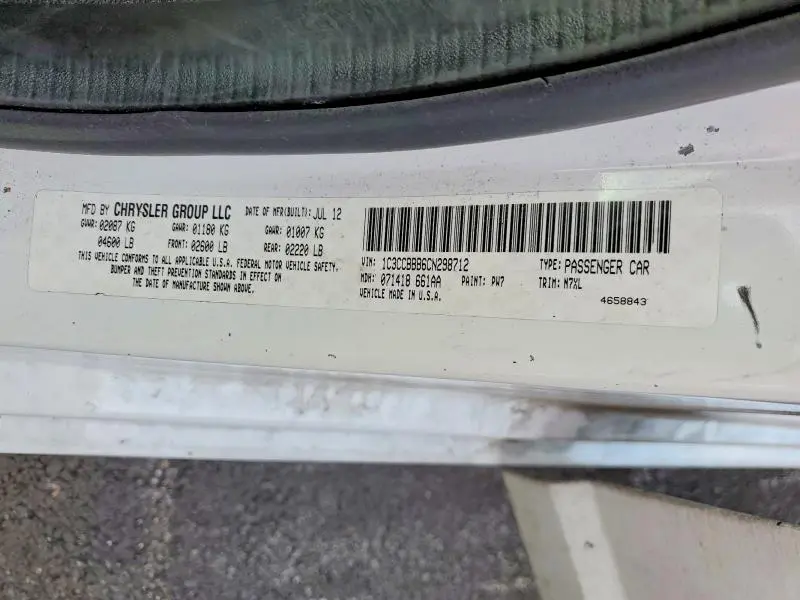 MFD BY CHRYSLER GROUP LLC DATE OF MFR(BUILT): JUL 12
GVWR: 02087 KG GAWR: 01180 KG GAWR: 01007 KG
04600 LB FRONT: 02600 LB REAR: 02220 LB
THIS VEHICLE CONFORMS TO ALL APPLICABLE U.S.A. FEDERAL MOTOR VEHICLE SAFETY,
BUMPER AND THEFT PREVENTION STANDARDS IN EFFECT ON
THE DATE OF MANUFACTURE SHOWN ABOVE.
VIN: 1C3CCBBB6CN298712 TYPE: PASSENGER CAR
MDH: 071418 661AA PAINT: PW7 TRIM: N7XL
VEHICLE MADE IN U.S.A. 4658843